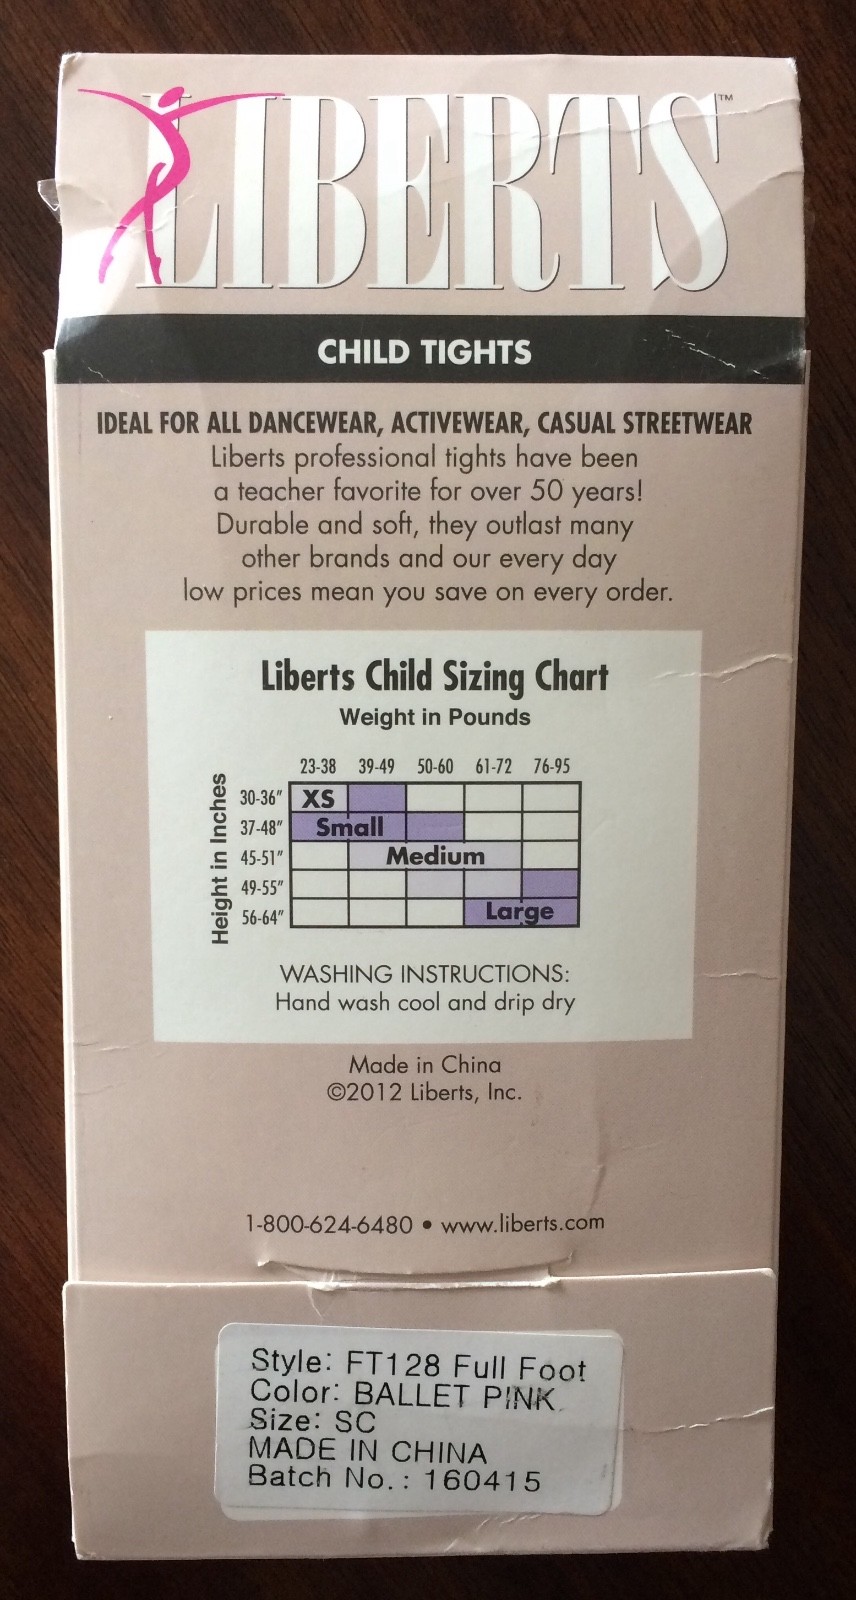 LIBERTS™
CHILD TIGHTS
IDEAL FOR ALL DANCEWEAR, ACTIVEWEAR, CASUAL STREETWEAR
Liberts professional tights have been
a teacher favorite for over 50 years!
Durable and soft, they outlast many
other brands and our every day
low prices mean you save on every order.
Liberts Child Sizing Chart
Weight in Pounds
23-38 39-49 50-60 61-72 76-95
Height in Inches
30-36" XS
37-48" Small
45-51" Medium
49-55"
56-64" Large
WASHING INSTRUCTIONS:
Hand wash cool and drip dry
Made in China
©2012 Liberts, Inc.
1-800-624-6480 • www.liberts.com
Style: FT128 Full Foot
Color: BALLET PINK
Size: SC
MADE IN CHINA
Batch No.: 160415